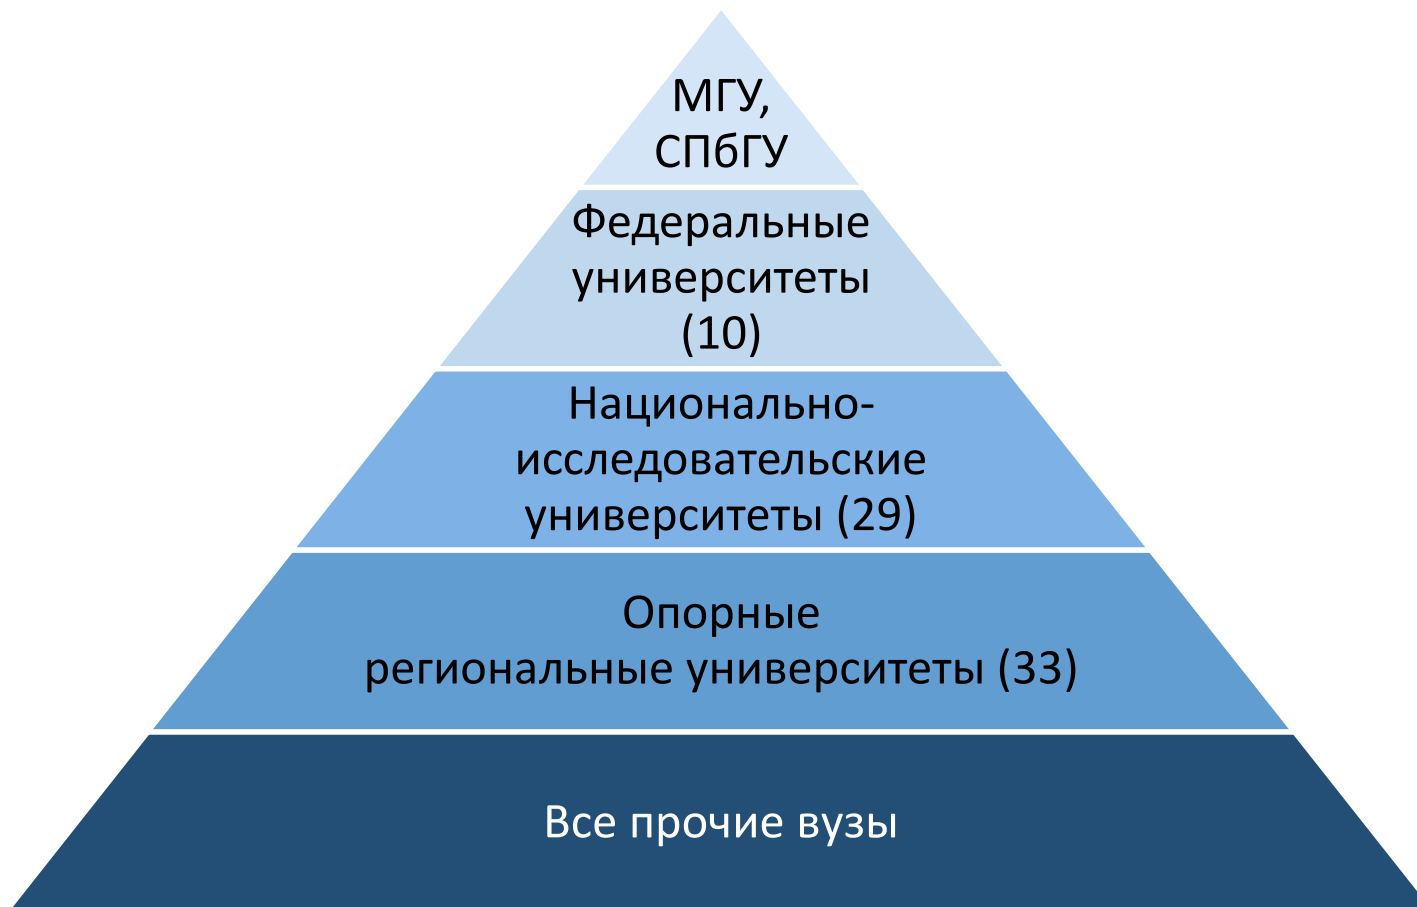 МГУ,
СПбГУ
Федеральные
университеты
(10)
Национально-
исследовательские
университеты (29)
Опорные
региональные университеты (33)
Все прочие вузы